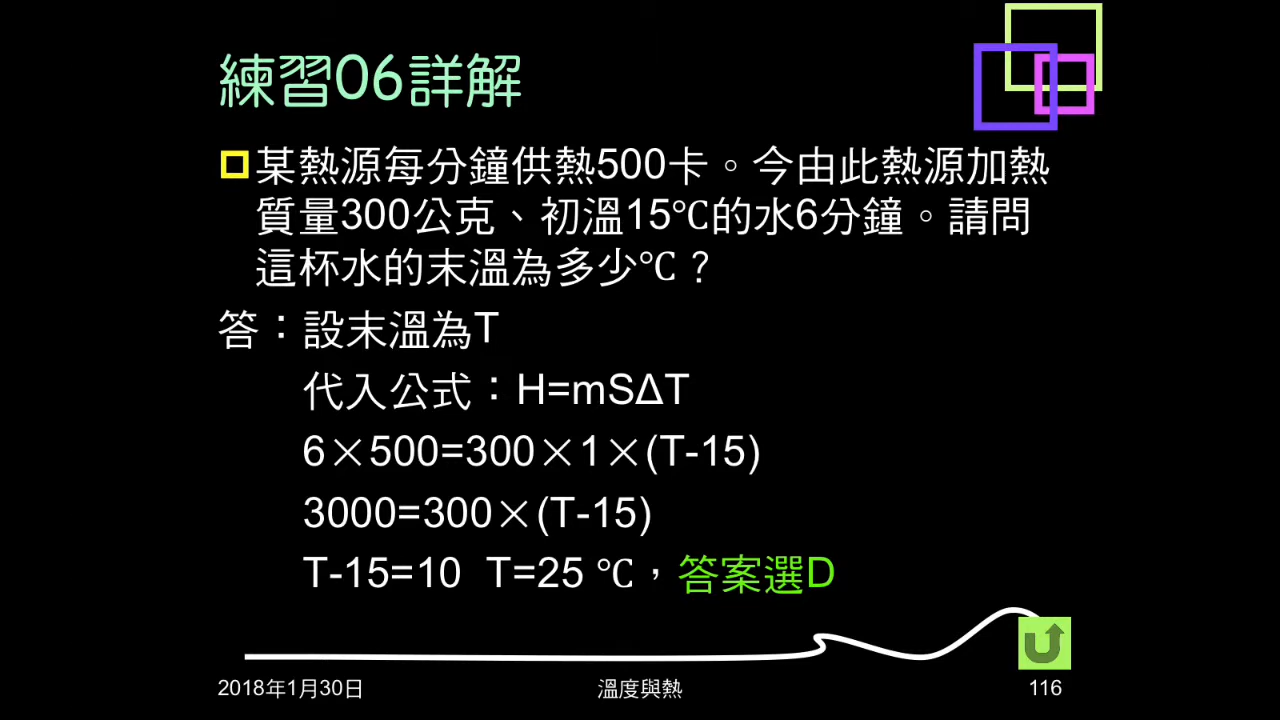 練習06詳解
某熱源每分鐘供熱500卡。今由此熱源加熱
質量300公克、初溫15℃的水6分鐘。請問
這杯水的末溫為多少℃？
答：設末溫為T
代入公式：H=mSΔT
6×500=300×1×(T-15)
3000=300×(T-15)
T-15=10 T=25 ℃，答案選D
2018年1月30日
溫度與熱
116